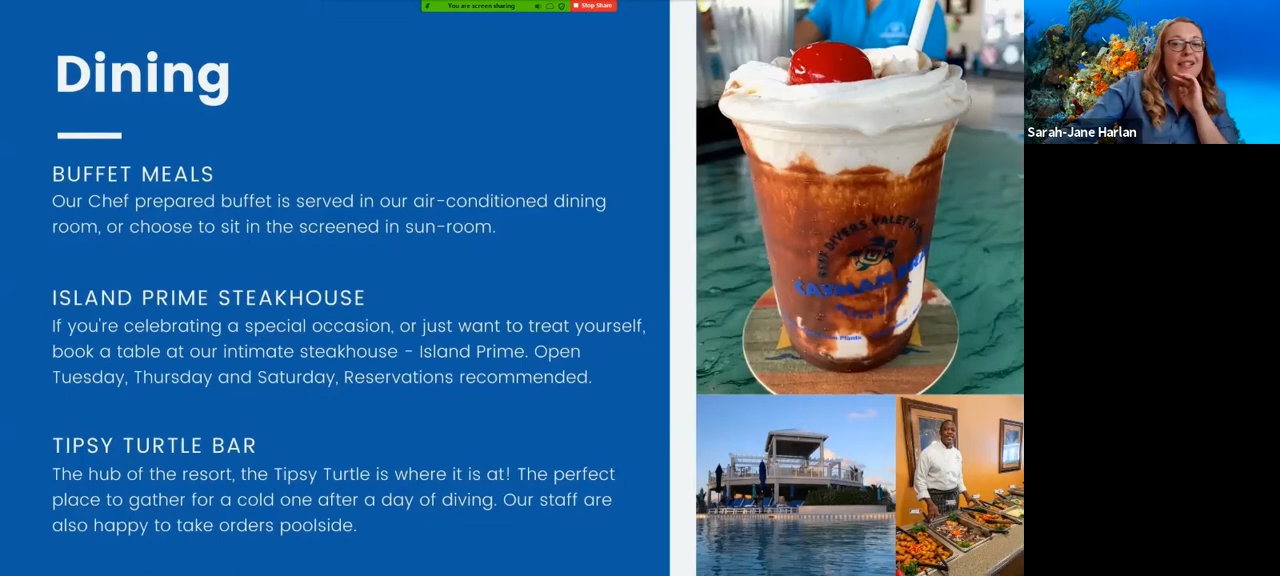 You are screen sharing
Stop Share
Dining
BUFFET MEALS
Our Chef prepared buffet is served in our air-conditioned dining
room, or choose to sit in the screened in sun-room.
ISLAND PRIME STEAKHOUSE
If you're celebrating a special occasion, or just want to treat yourself,
book a table at our intimate steakhouse - Island Prime. Open
Tuesday, Thursday and Saturday, Reservations recommended.
TIPSY TURTLE BAR
The hub of the resort, the Tipsy Turtle is where it is at! The perfect
place to gather for a cold one after a day of diving. Our staff are
also happy to take orders poolside.
CAYMAN
Sarah-Jane Harlan